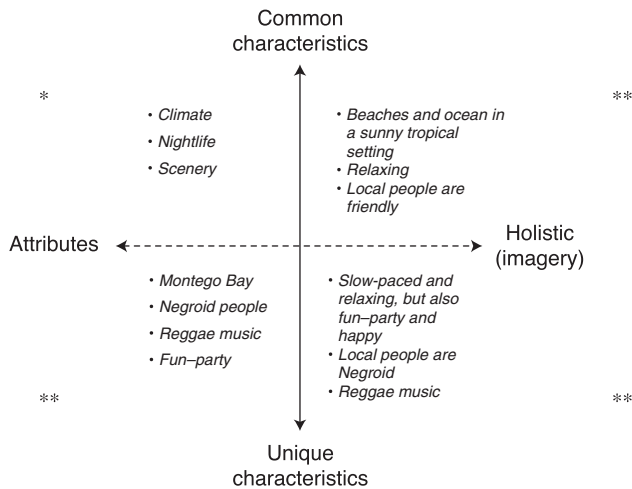 Common
characteristics
*
**
• Climate
• Nightlife
• Scenery
• Beaches and ocean in
a sunny tropical
setting
• Relaxing
• Local people are
friendly
Attributes
Holistic
(imagery)
• Montego Bay
• Negroid people
• Reggae music
• Fun–party
• Slow-paced and
relaxing, but also
fun–party and
happy
• Local people are
Negroid
• Reggae music
**
**
Unique
characteristics